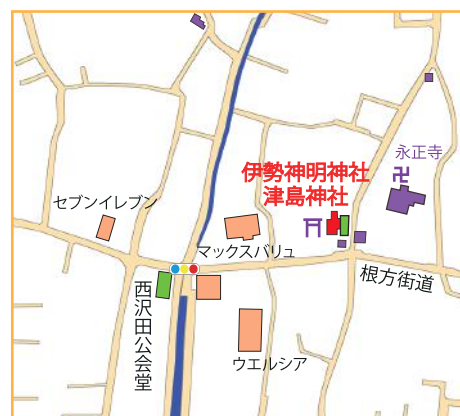 永正寺
伊勢神明神社
津島神社
セブンイレブン
マックスバリュ
根方街道
西沢田公会堂
ウエルシア